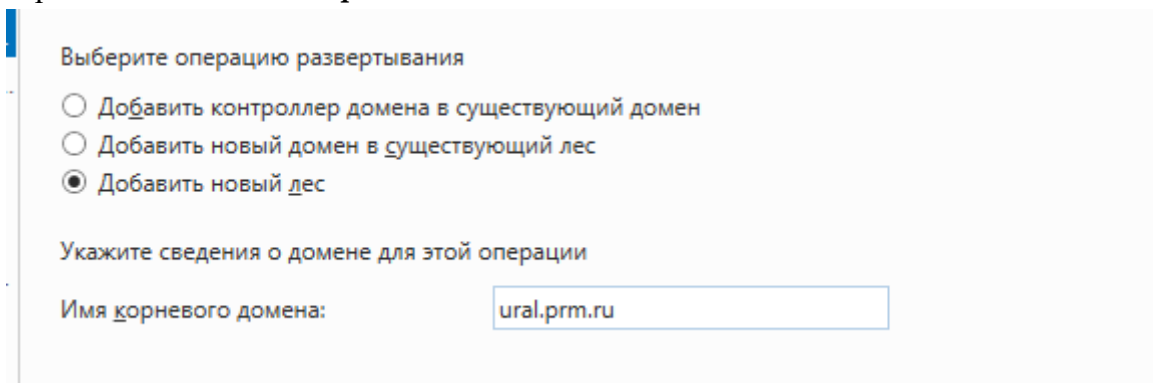 Выберите операцию развертывания
Добавить контроллер домена в существующий домен
Добавить новый домен в существующий лес
Добавить новый лес
Укажите сведения о домене для этой операции
Имя корневого домена: ural.prm.ru